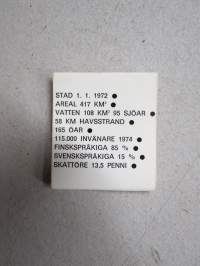 STAD 1. 1. 1972 ●
AREAL 417 KM² ●
VATTEN 108 KM² 95 SJÖAR ●
58 KM HAVSSTRAND ●
165 ÖAR ●
115.000 INVÅNARE 1974 ●
FINSKSPRÅKIGA 85 % ●
SVENSKSPRÅKIGA 15 % ●
SKATTÖRE 13,5 PENNI ●